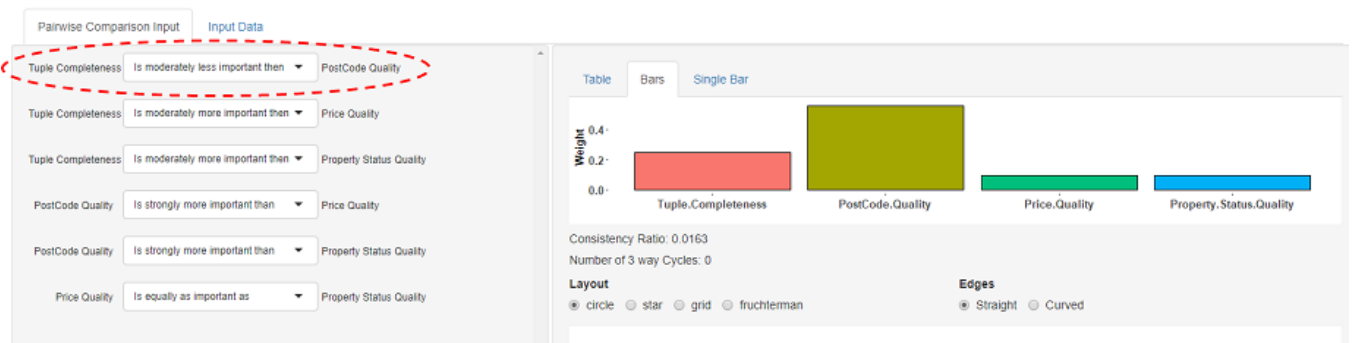 Pairwise Comparison Input Input Data
Tuple Completeness Is moderately less important then PostCode Quality
Tuple Completeness Is moderately more important then Price Quality
Tuple Completeness Is moderately more important then Property Status Quality
PostCode Quality Is strongly more important than Price Quality
PostCode Quality Is strongly more important than Property Status Quality
Price Quality Is equally as important as Property Status Quality
Table Bars Single Bar
Weight
0.4
0.2
0.0
Tuple.Completeness PostCode.Quality Price.Quality Property.Status.Quality
Consistency Ratio: 0.0163
Number of 3 way Cycles: 0
Layout Edges
circle star grid fruchterman Straight Curved